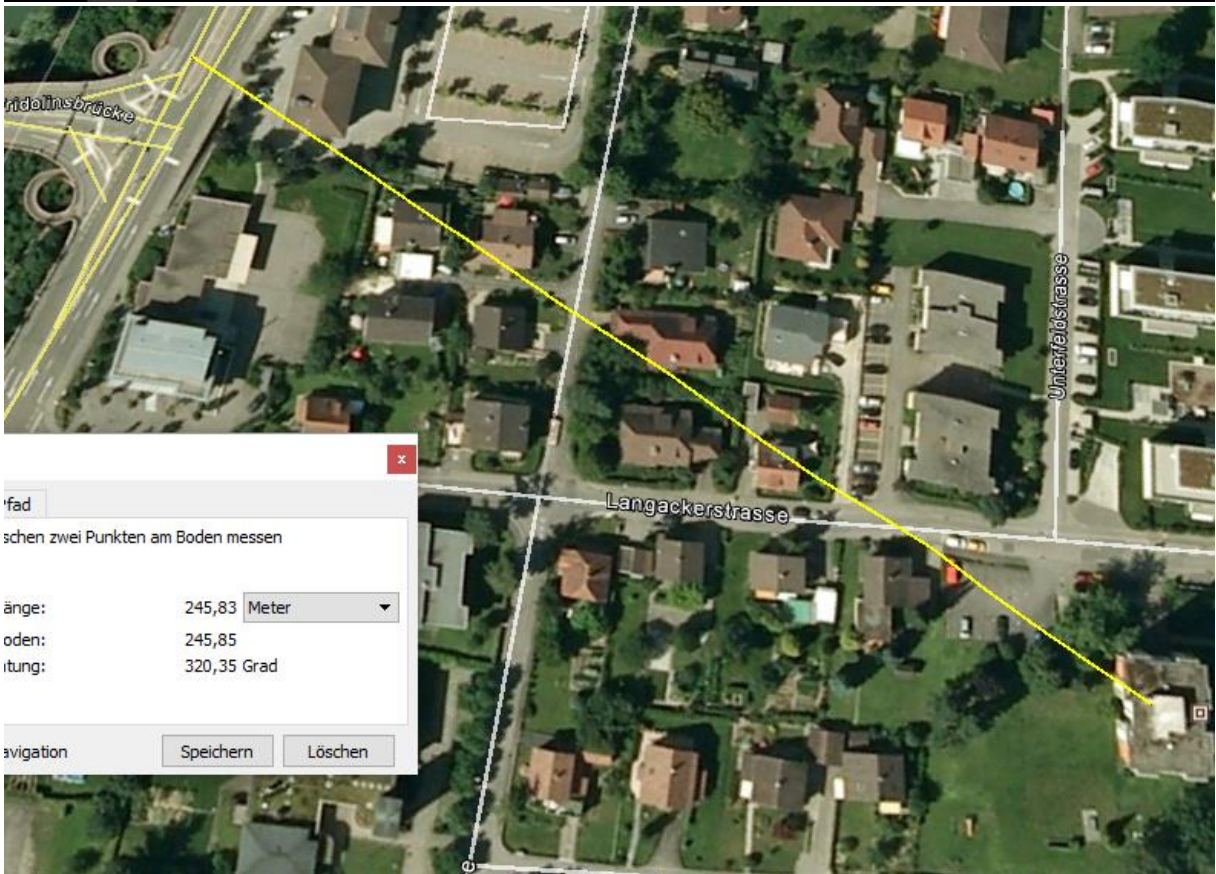 ridolinsbrücke
Unterfeldstrasse
Langackerstrasse
fad
schen zwei Punkten am Boden messen
änge: 245,83 Meter
oden: 245,85
tung: 320,35 Grad
avigation Speichern Löschen
e